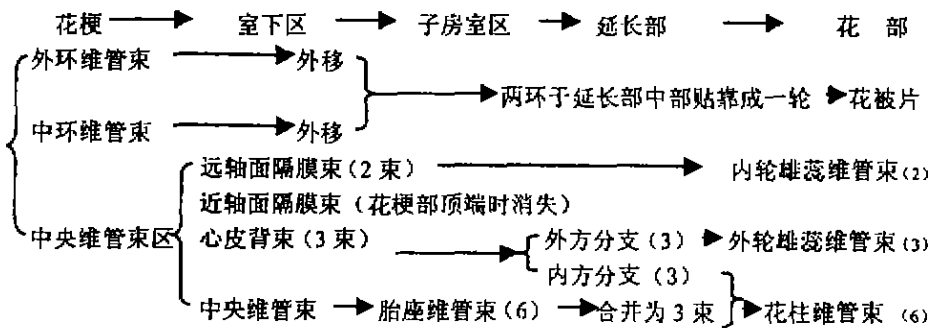 花梗 室下区 子房室区 延长部 花 部
外环维管束 外移
两环于延长部中部贴靠成一轮 花被片
中环维管束 外移
远轴面隔膜束(2束) 内轮雄蕊维管束(2)
近轴面隔膜束(花梗部顶端时消失)
中央维管束区 心皮背束(3束) 外方分支(3) 外轮雄蕊维管束(3)
内方分支(3)
中央维管束 胎座维管束(6) 合并为3束 花柱维管束(6)